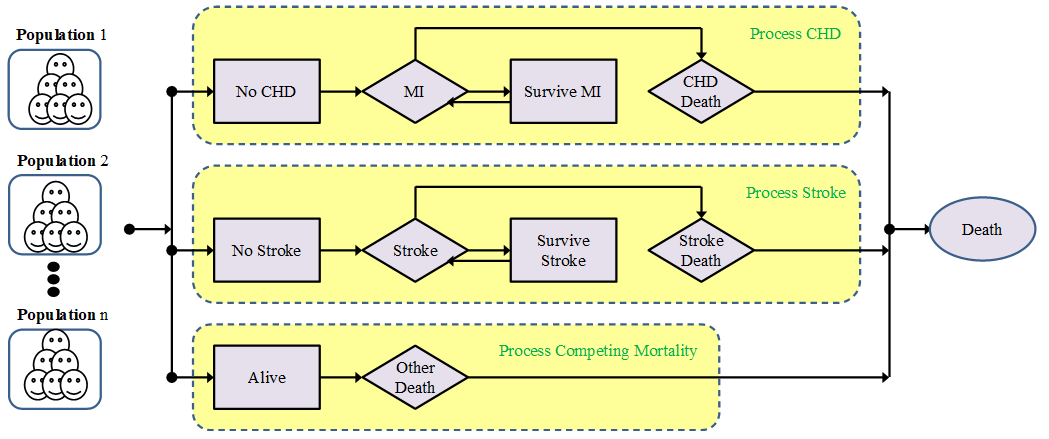 Population 1
Process CHD
No CHD
MI
Survive MI
CHD
Death
Population 2
Process Stroke
No Stroke
Stroke
Survive
Stroke
Stroke
Death
Death
Population n
Process Competing Mortality
Alive
Other
Death